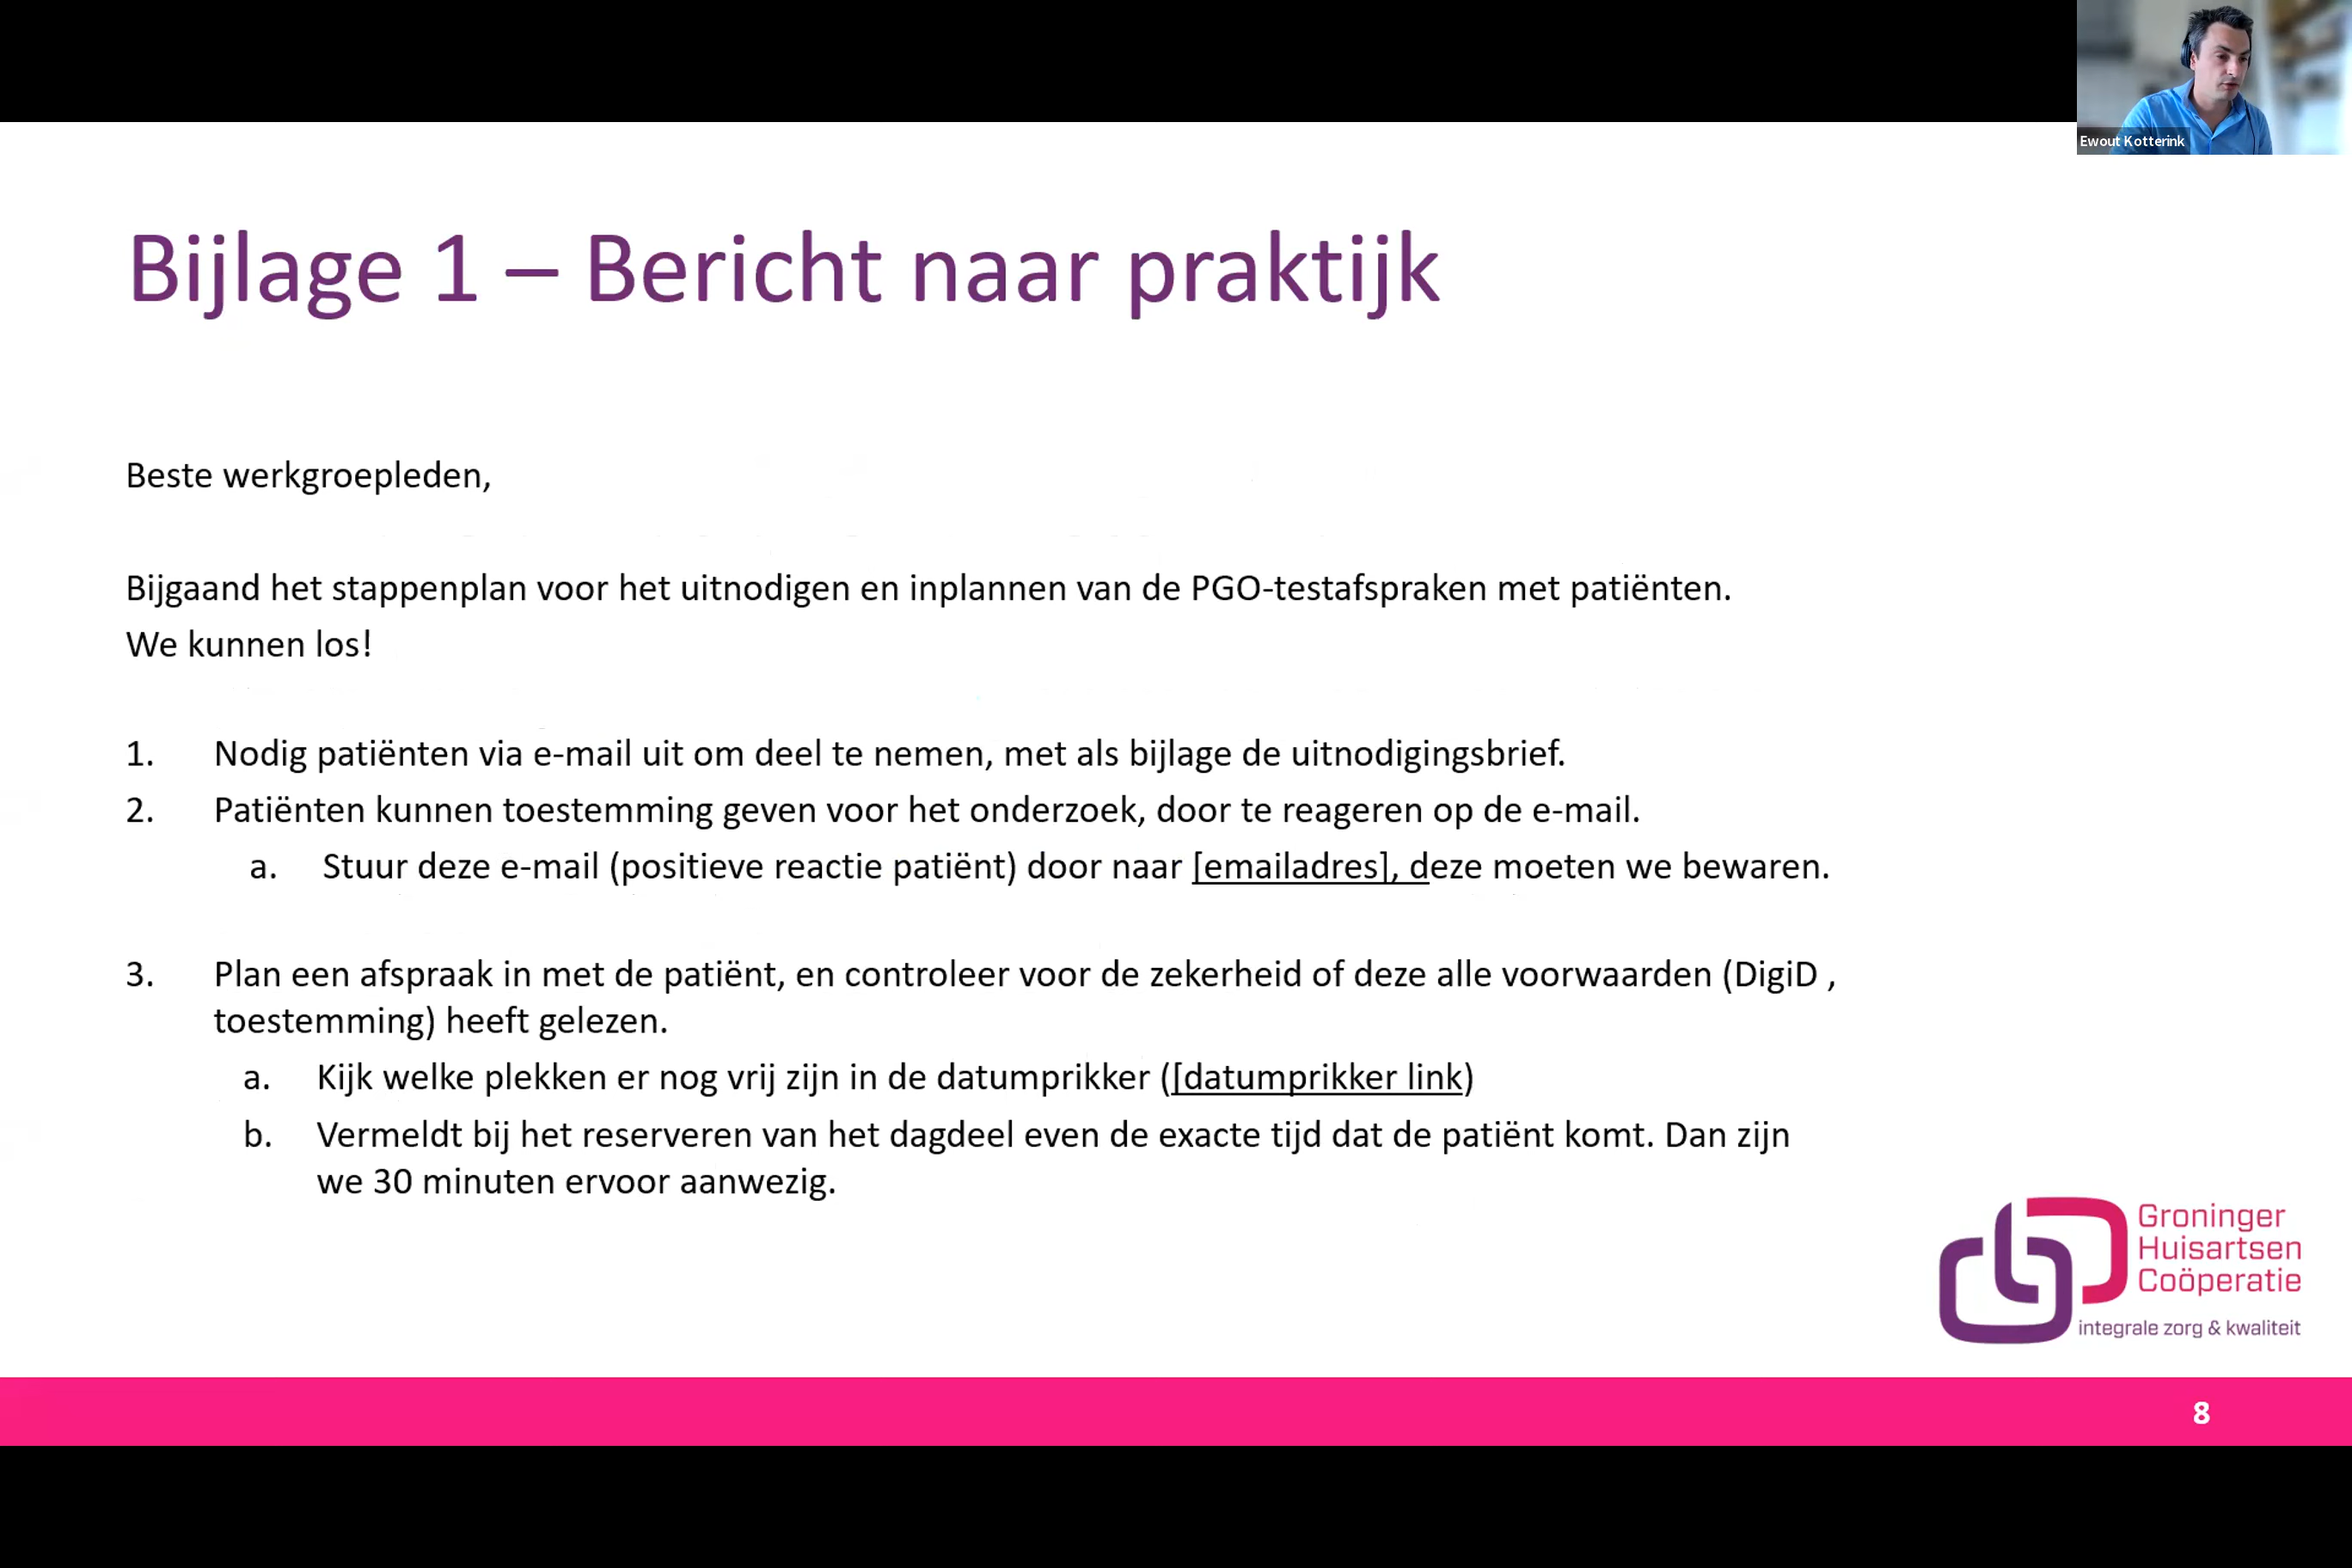 Ewout Kotterink
Bijlage 1 – Bericht naar praktijk
Beste werkgroepleden,
Bijgaand het stappenplan voor het uitnodigen en inplannen van de PGO-testafspraken met patiënten.
We kunnen los!
1. Nodig patiënten via e-mail uit om deel te nemen, met als bijlage de uitnodigingsbrief.
2. Patiënten kunnen toestemming geven voor het onderzoek, door te reageren op de e-mail.
a. Stuur deze e-mail (positieve reactie patiënt) door naar [emailadres], deze moeten we bewaren.
3. Plan een afspraak in met de patiënt, en controleer voor de zekerheid of deze alle voorwaarden (DigiD ,
toestemming) heeft gelezen.
a. Kijk welke plekken er nog vrij zijn in de datumprikker ([datumprikker link)
b. Vermeldt bij het reserveren van het dagdeel even de exacte tijd dat de patiënt komt. Dan zijn
we 30 minuten ervoor aanwezig.
Groninger
Huisartsen
Coöperatie
integrale zorg & kwaliteit
8